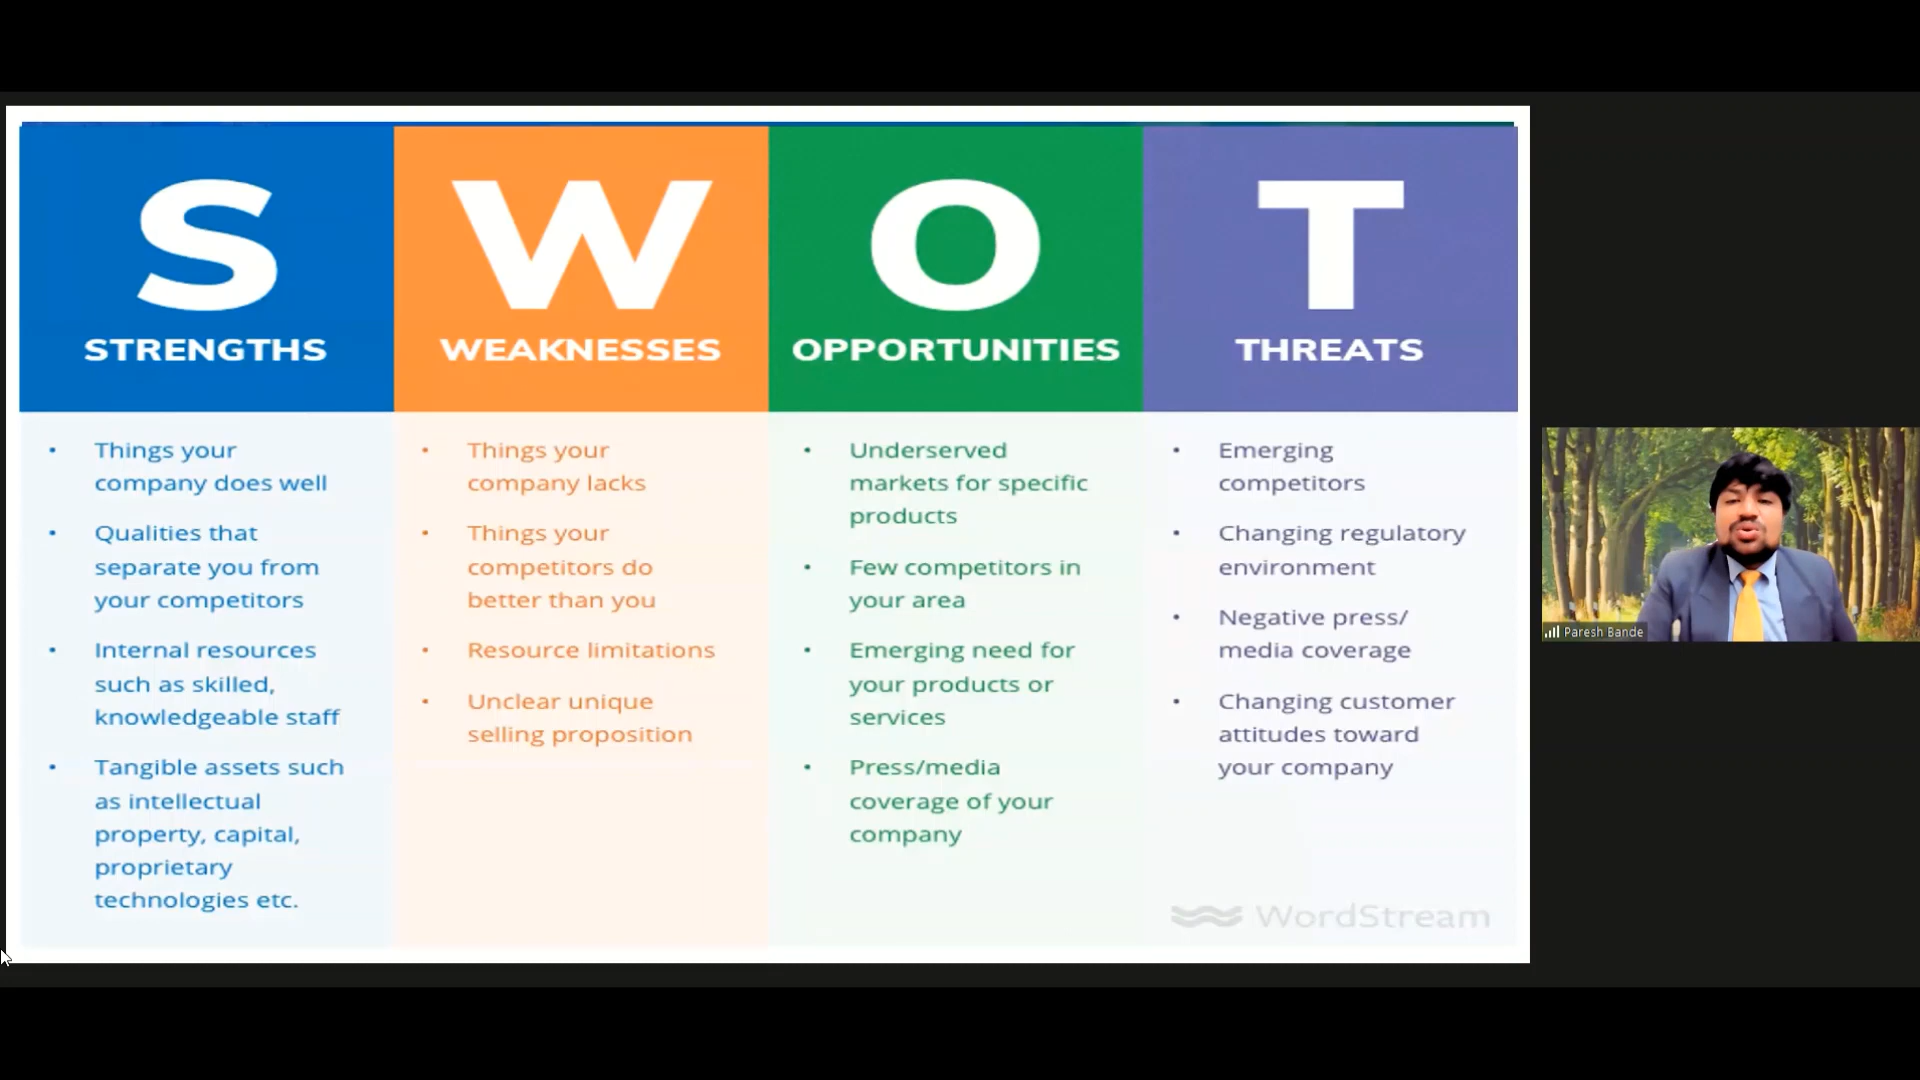 S
STRENGTHS
• Things your
company does well
• Qualities that
separate you from
your competitors
• Internal resources
such as skilled,
knowledgeable staff
• Tangible assets such
as intellectual
property, capital,
proprietary
technologies etc.
W
WEAKNESSES
• Things your
company lacks
• Things your
competitors do
better than you
• Resource limitations
• Unclear unique
selling proposition
O
OPPORTUNITIES
• Underserved
markets for specific
products
• Few competitors in
your area
• Emerging need for
your products or
services
• Press/media
coverage of your
company
T
THREATS
• Emerging
competitors
• Changing regulatory
environment
• Negative press/
media coverage
• Changing customer
attitudes toward
your company
WordStream
Paresh Bande